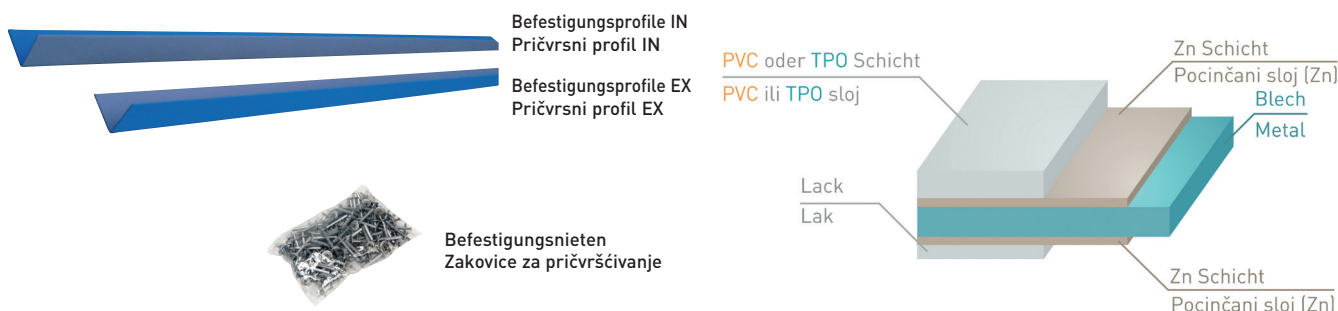 Befestigungsprofile IN
Pričvrsni profil IN
Befestigungsprofile EX
Pričvrsni profil EX
Befestigungsnieten
Zakovice za pričvršćivanje
PVC oder TPO Schicht
PVC ili TPO sloj
Zn Schicht
Pocinčani sloj (Zn)
Blech
Metal
Lack
Lak
Zn Schicht
Pocinčani sloj (Zn)